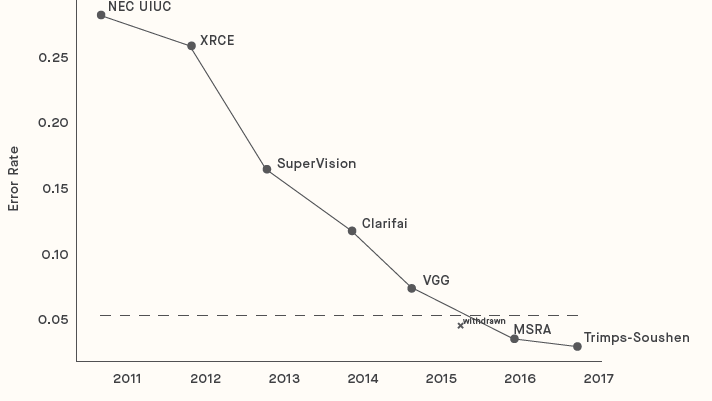 NEC UIUC
XRCE
0.25
0.20
Error Rate
SuperVision
0.15
Clarifai
0.10
VGG
0.05
withdrawn
MSRA
Trimps-Soushen
2011 2012 2013 2014 2015 2016 2017